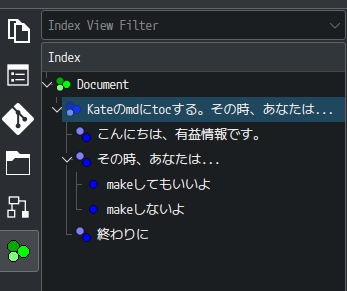 Index View Filter
Index
Document
Kateのmdにtocする。その時、あなたは...
こんにちは、有益情報です。
その時、あなたは...
makeしてもいいよ
makeしないよ
終わりに